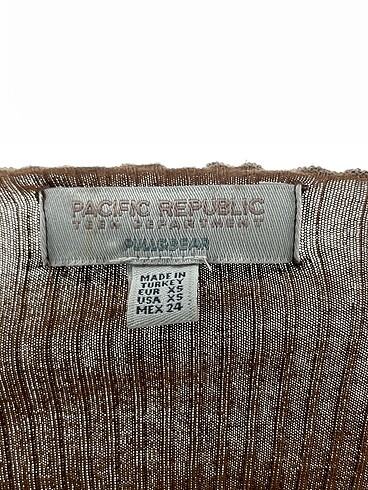 PACIFIC REPUBLIC
TEEN DEPARTMENT
PULL&BEAR
MADE IN
TURKEY
EUR XS
USA XS
MEX 24